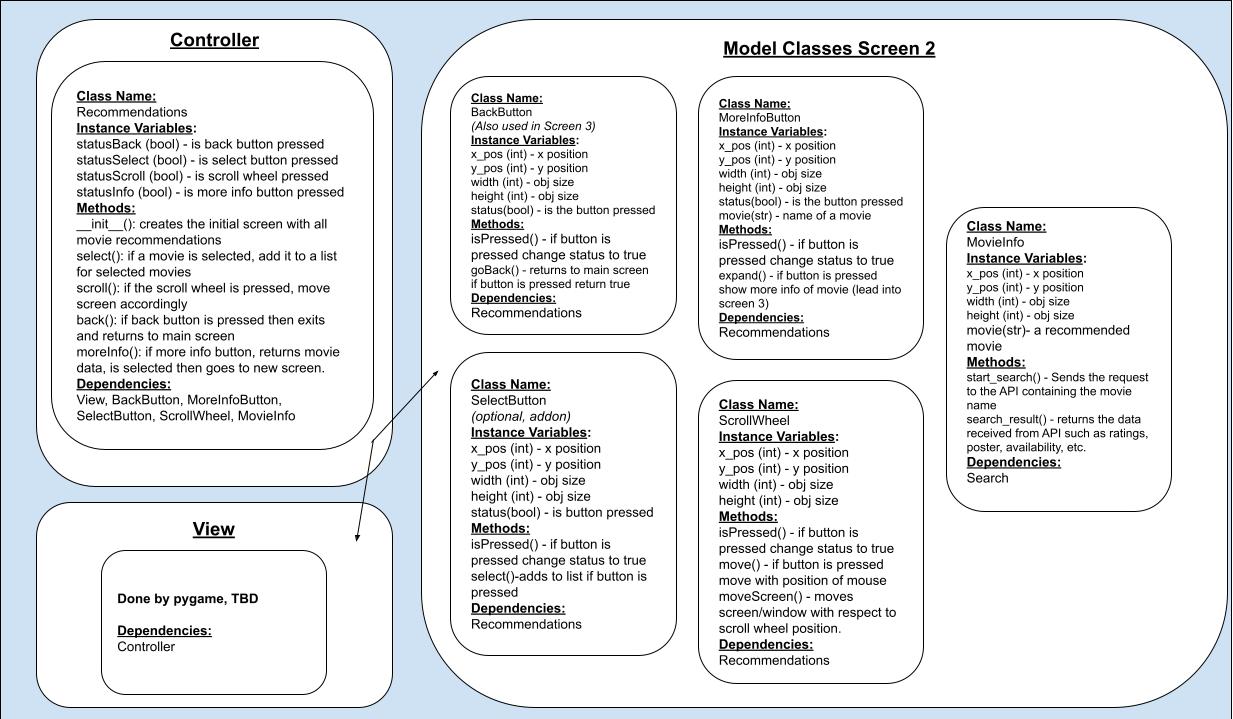 Controller
Class Name:
Recommendations
Instance Variables:
statusBack (bool) - is back button pressed
statusSelect (bool) - is select button pressed
statusScroll (bool) - is scroll wheel pressed
statusInfo (bool) - is more info button pressed
Methods:
__init__(): creates the initial screen with all
movie recommendations
select(): if a movie is selected, add it to a list
for selected movies
scroll(): if the scroll wheel is pressed, move
screen accordingly
back(): if back button is pressed then exits
and returns to main screen
moreInfo(): if more info button, returns movie
data, is selected then goes to new screen.
Dependencies:
View, BackButton, MoreInfoButton,
SelectButton, ScrollWheel, MovieInfo
View
Done by pygame, TBD
Dependencies:
Controller
Model Classes Screen 2
Class Name:
BackButton
(Also used in Screen 3)
Instance Variables:
x_pos (int) - x position
y_pos (int) - y position
width (int) - obj size
height (int) - obj size
status(bool) - is the button pressed
Methods:
isPressed() - if button is
pressed change status to true
goBack() - returns to main screen
if button is pressed return true
Dependencies:
Recommendations
Class Name:
SelectButton
(optional, addon)
Instance Variables:
x_pos (int) - x position
y_pos (int) - y position
width (int) - obj size
height (int) - obj size
status(bool) - is button pressed
Methods:
isPressed() - if button is
pressed change status to true
select()-adds to list if button is
pressed
Dependencies:
Recommendations
Class Name:
MoreInfoButton
Instance Variables:
x_pos (int) - x position
y_pos (int) - y position
width (int) - obj size
height (int) - obj size
status(bool) - is the button pressed
movie(str) - name of a movie
Methods:
isPressed() - if button is
pressed change status to true
expand() - if button is pressed
show more info of movie (lead into
screen 3)
Dependencies:
Recommendations
Class Name:
ScrollWheel
Instance Variables:
x_pos (int) - x position
y_pos (int) - y position
width (int) - obj size
height (int) - obj size
Methods:
isPressed() - if button is
pressed change status to true
move() - if button is pressed
move with position of mouse
moveScreen() - moves
screen/window with respect to
scroll wheel position.
Dependencies:
Recommendations
Class Name:
MovieInfo
Instance Variables:
x_pos (int) - x position
y_pos (int) - y position
width (int) - obj size
height (int) - obj size
movie(str)- a recommended
movie
Methods:
start_search() - Sends the request
to the API containing the movie
name
search_result() - returns the data
received from API such as ratings,
poster, availability, etc.
Dependencies:
Search